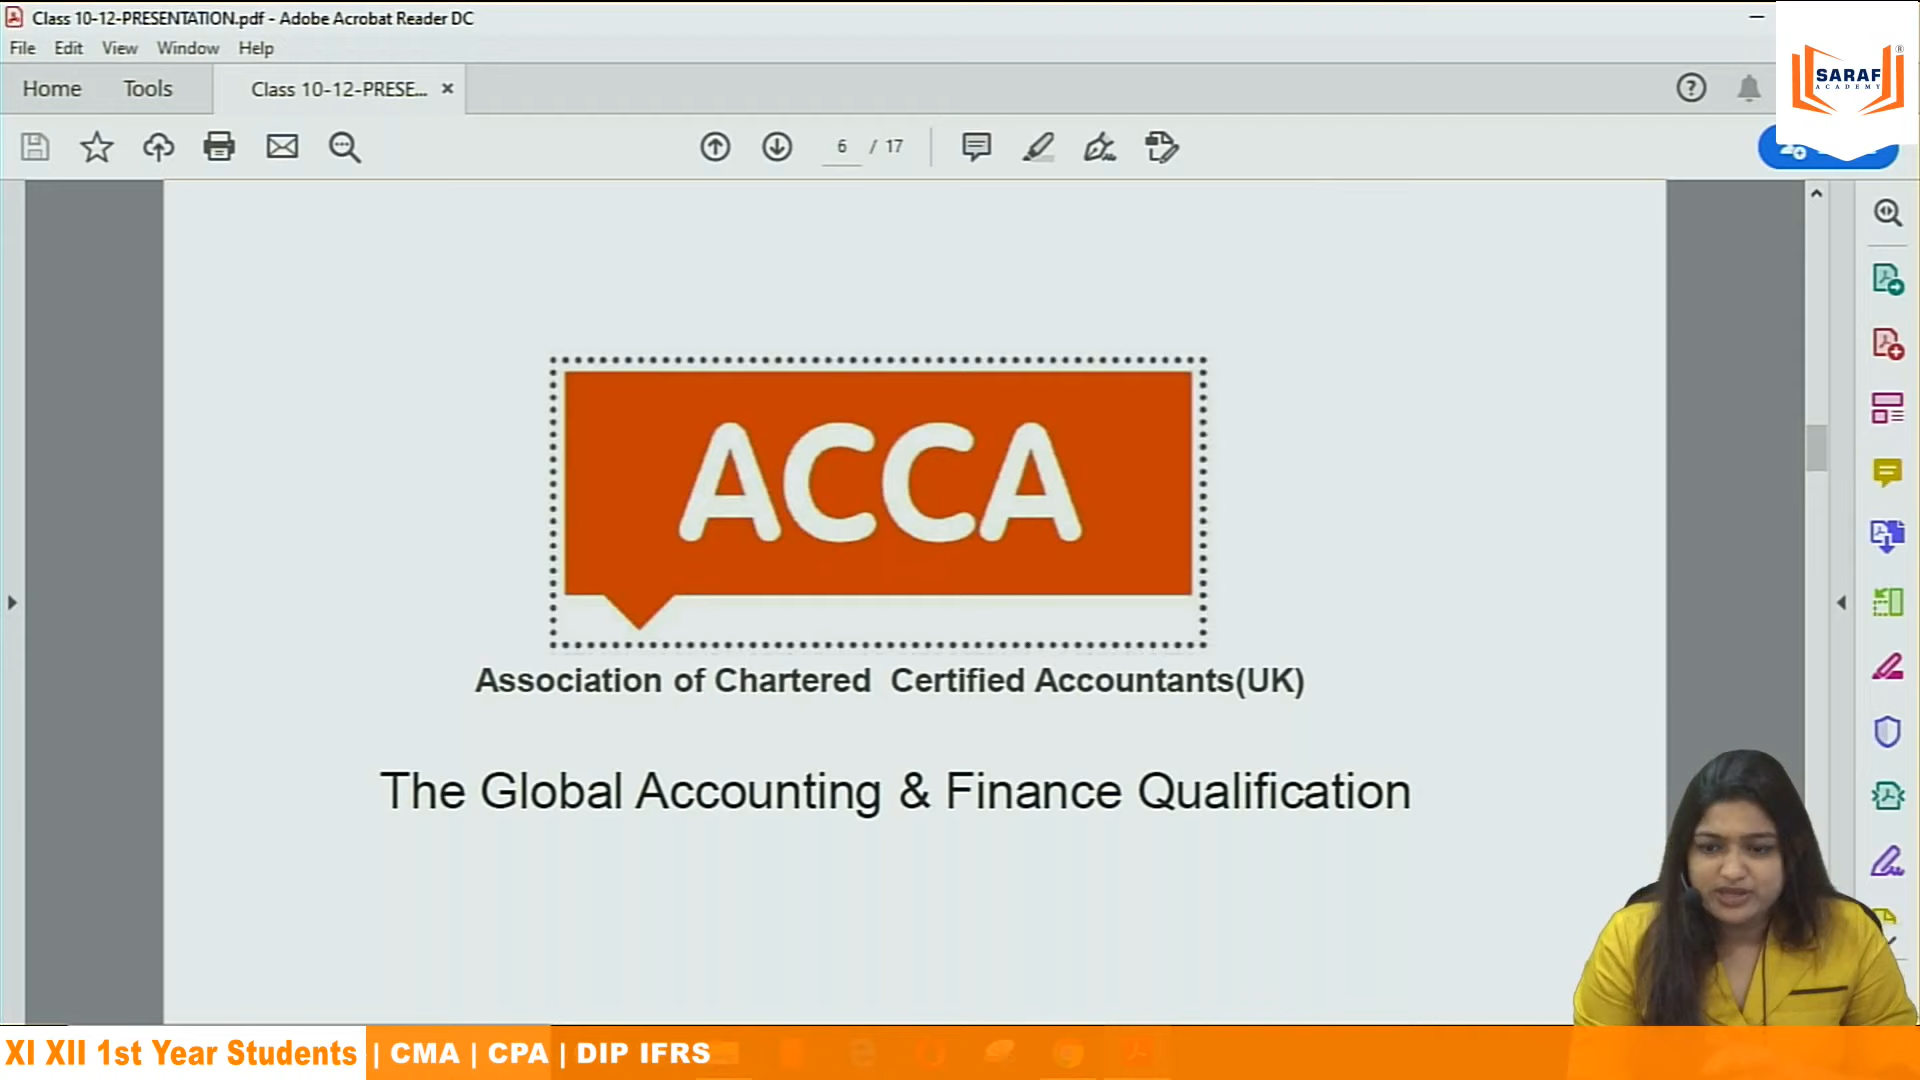 Class 10-12-PRESENTATION.pdf - Adobe Acrobat Reader DC
File Edit View Window Help
Home Tools Class 10-12-PRESE... ×
6 / 17
SARAF
ACADEMY
®
ACCA
Association of Chartered Certified Accountants(UK)
The Global Accounting & Finance Qualification
XI XII 1st Year Students | CMA | CPA | DIP IFRS